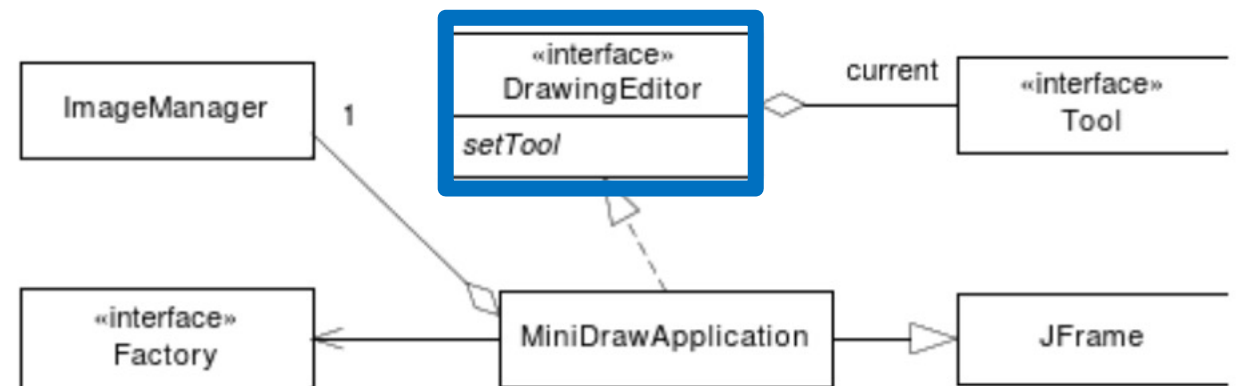 «interface»
DrawingEditor
setTool
ImageManager
1
current
«interface»
Tool
«interface»
Factory
MiniDrawApplication
JFrame